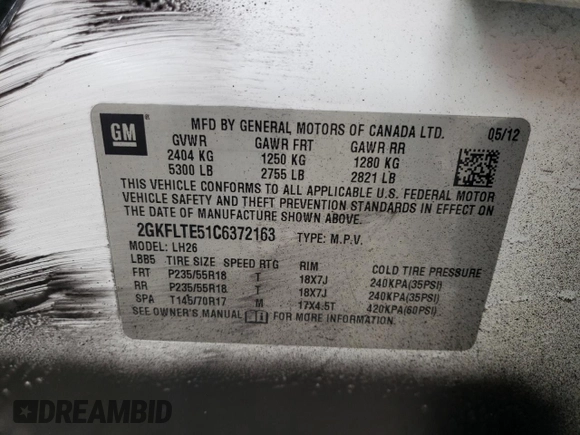 GM
MFD BY GENERAL MOTORS OF CANADA LTD. 05/12
GVWR GAWR FRT GAWR RR
2404 KG 1250 KG 1280 KG
5300 LB 2755 LB 2821 LB
THIS VEHICLE CONFORMS TO ALL APPLICABLE U.S. FEDERAL MOTOR
VEHICLE SAFETY AND THEFT PREVENTION STANDARDS IN EFFECT ON
THE DATE OF MANUFACTURE SHOWN ABOVE.
2GKFLTE51C6372163 TYPE: M.P.V.
MODEL: LH26
LBB5 TIRE SIZE SPEED RTG RIM COLD TIRE PRESSURE
FRT P235/55R18 T 18X7J 240KPA(35PSI)
RR P235/55R18 T 18X7J 240KPA(35PSI)
SPA T145/70R17 M 17X4.5T 420KPA(60PSI)
SEE OWNER'S MANUAL FOR MORE INFORMATION.
DREAMBID